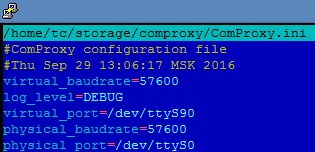 /home/tc/storage/comproxy/ComProxy.ini
#ComProxy configuration file
#Thu Sep 29 13:06:17 MSK 2016
virtual_baudrate=57600
log_level=DEBUG
virtual_port=/dev/ttyS90
physical_baudrate=57600
physical_port=/dev/ttyS0